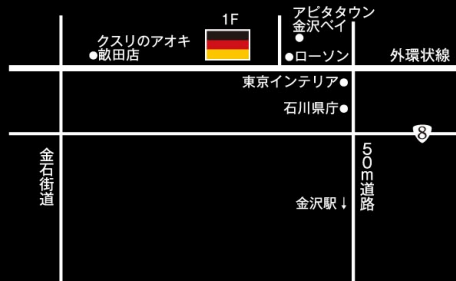 アピタタウン
金沢ベイ
1F
クスリのアオキ
畝田店
ローソン
外環状線
東京インテリア
石川県庁
8
金石街道
50m道路
金沢駅↓